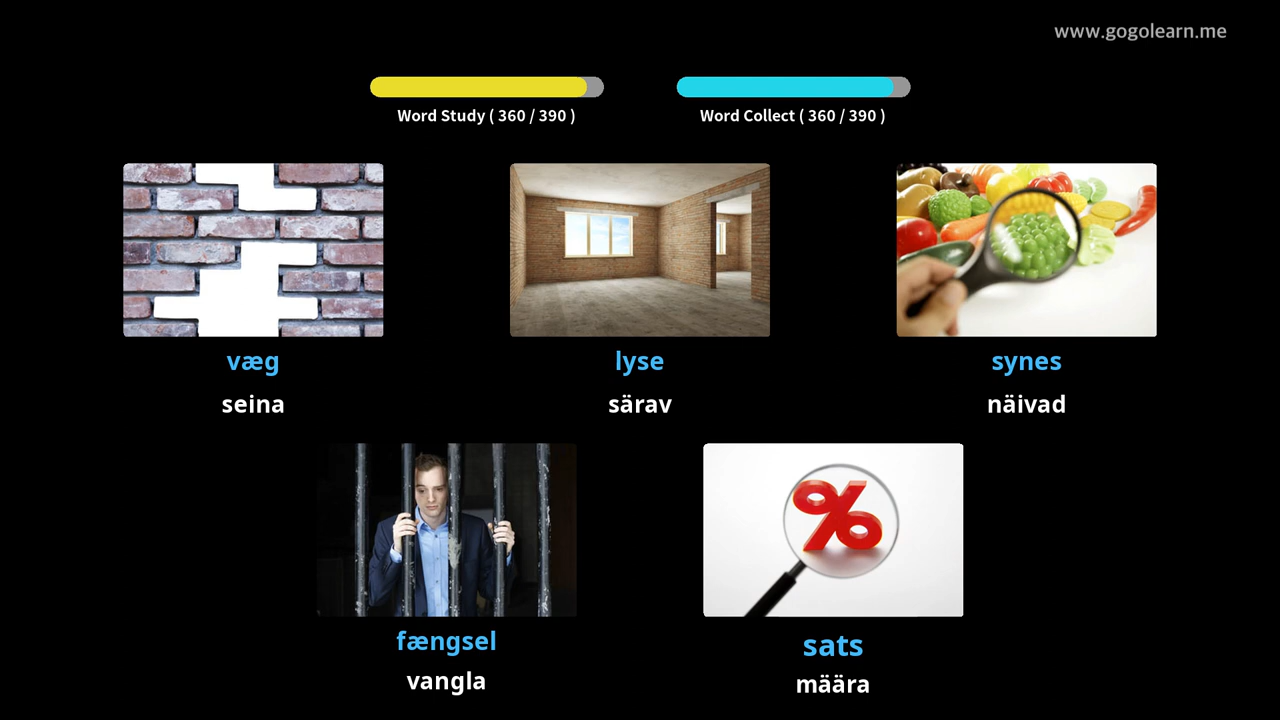 www.gogolearn.me
Word Study ( 360 / 390 )
Word Collect ( 360 / 390 )
væg
seina
lyse
särav
synes
näivad
fængsel
vangla
sats
määra